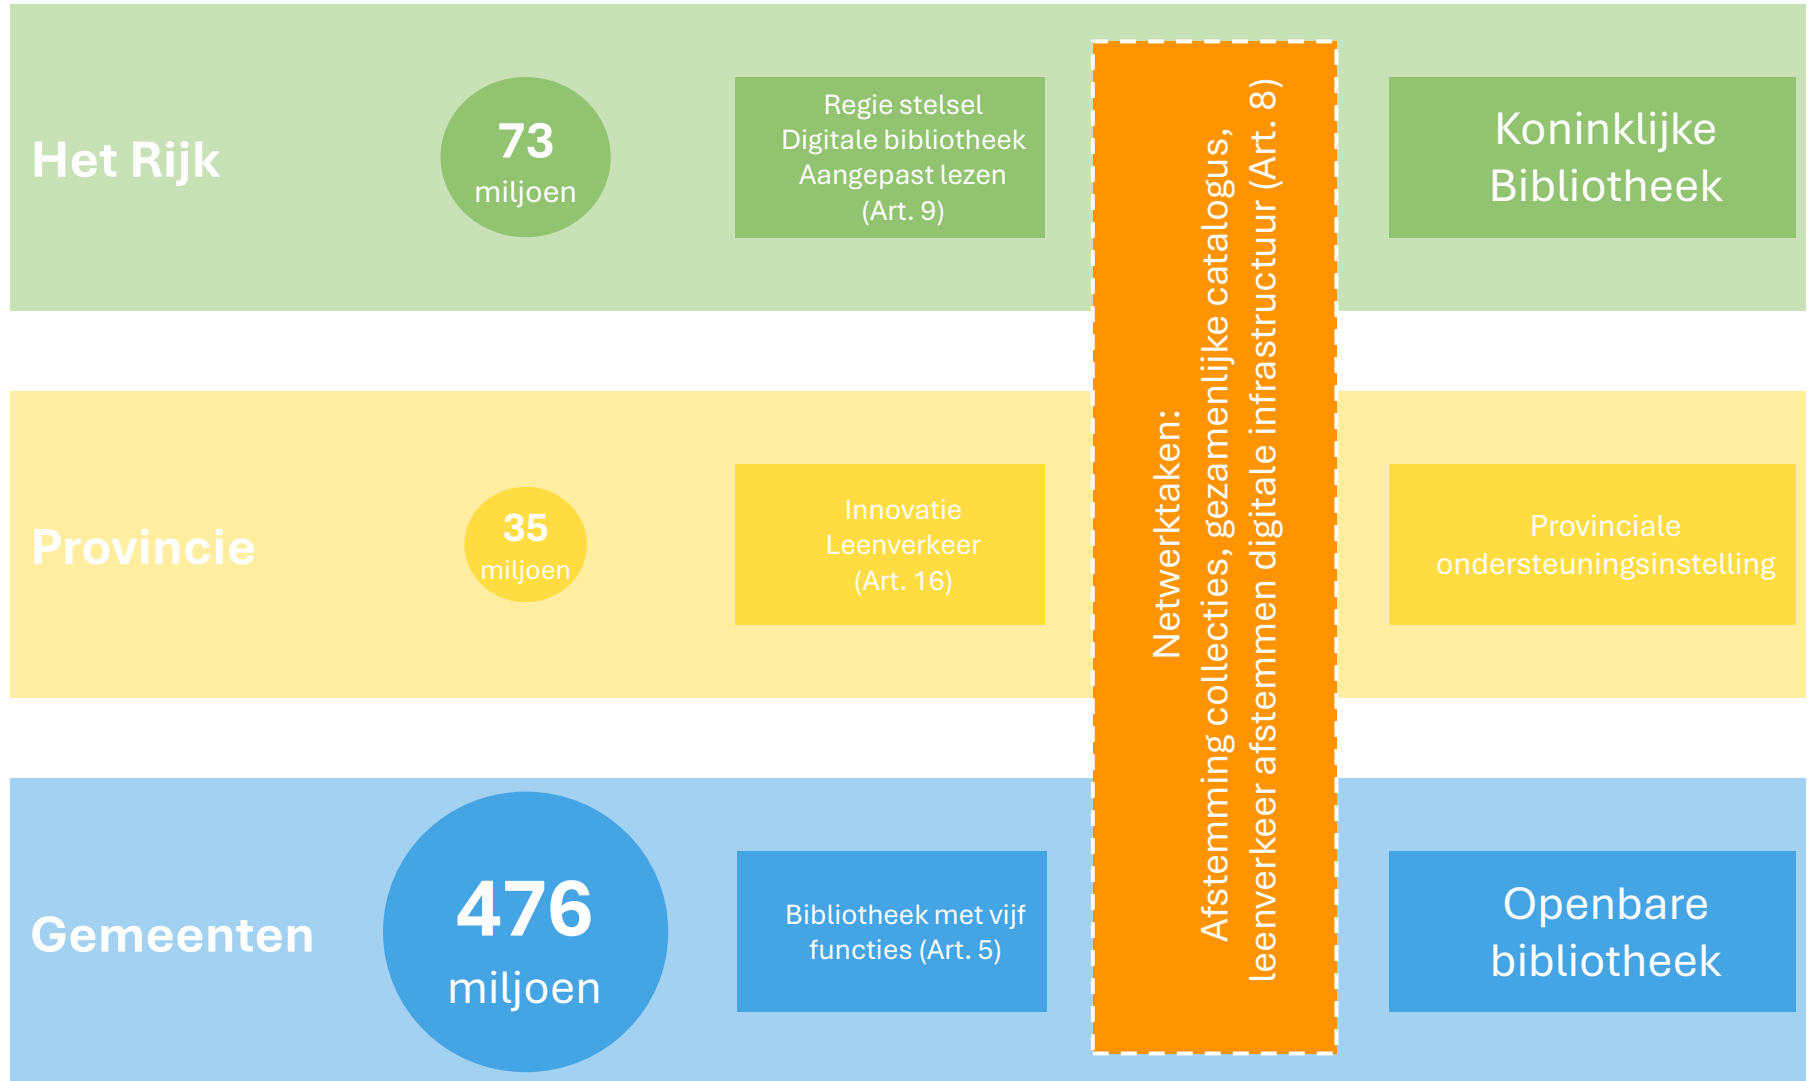 Het Rijk
73
miljoen
Regie stelsel
Digitale bibliotheek
Aangepast lezen
(Art. 9)
Koninklijke
Bibliotheek
Netwerktaken:
Afstemming collecties, gezamenlijke catalogus,
leenverkeer afstemmen digitale infrastructuur (Art. 8)
Provincie
35
miljoen
Innovatie
Leenverkeer
(Art. 16)
Provinciale
ondersteuningsinstelling
Gemeenten
476
miljoen
Bibliotheek met vijf
functies (Art. 5)
Openbare
bibliotheek